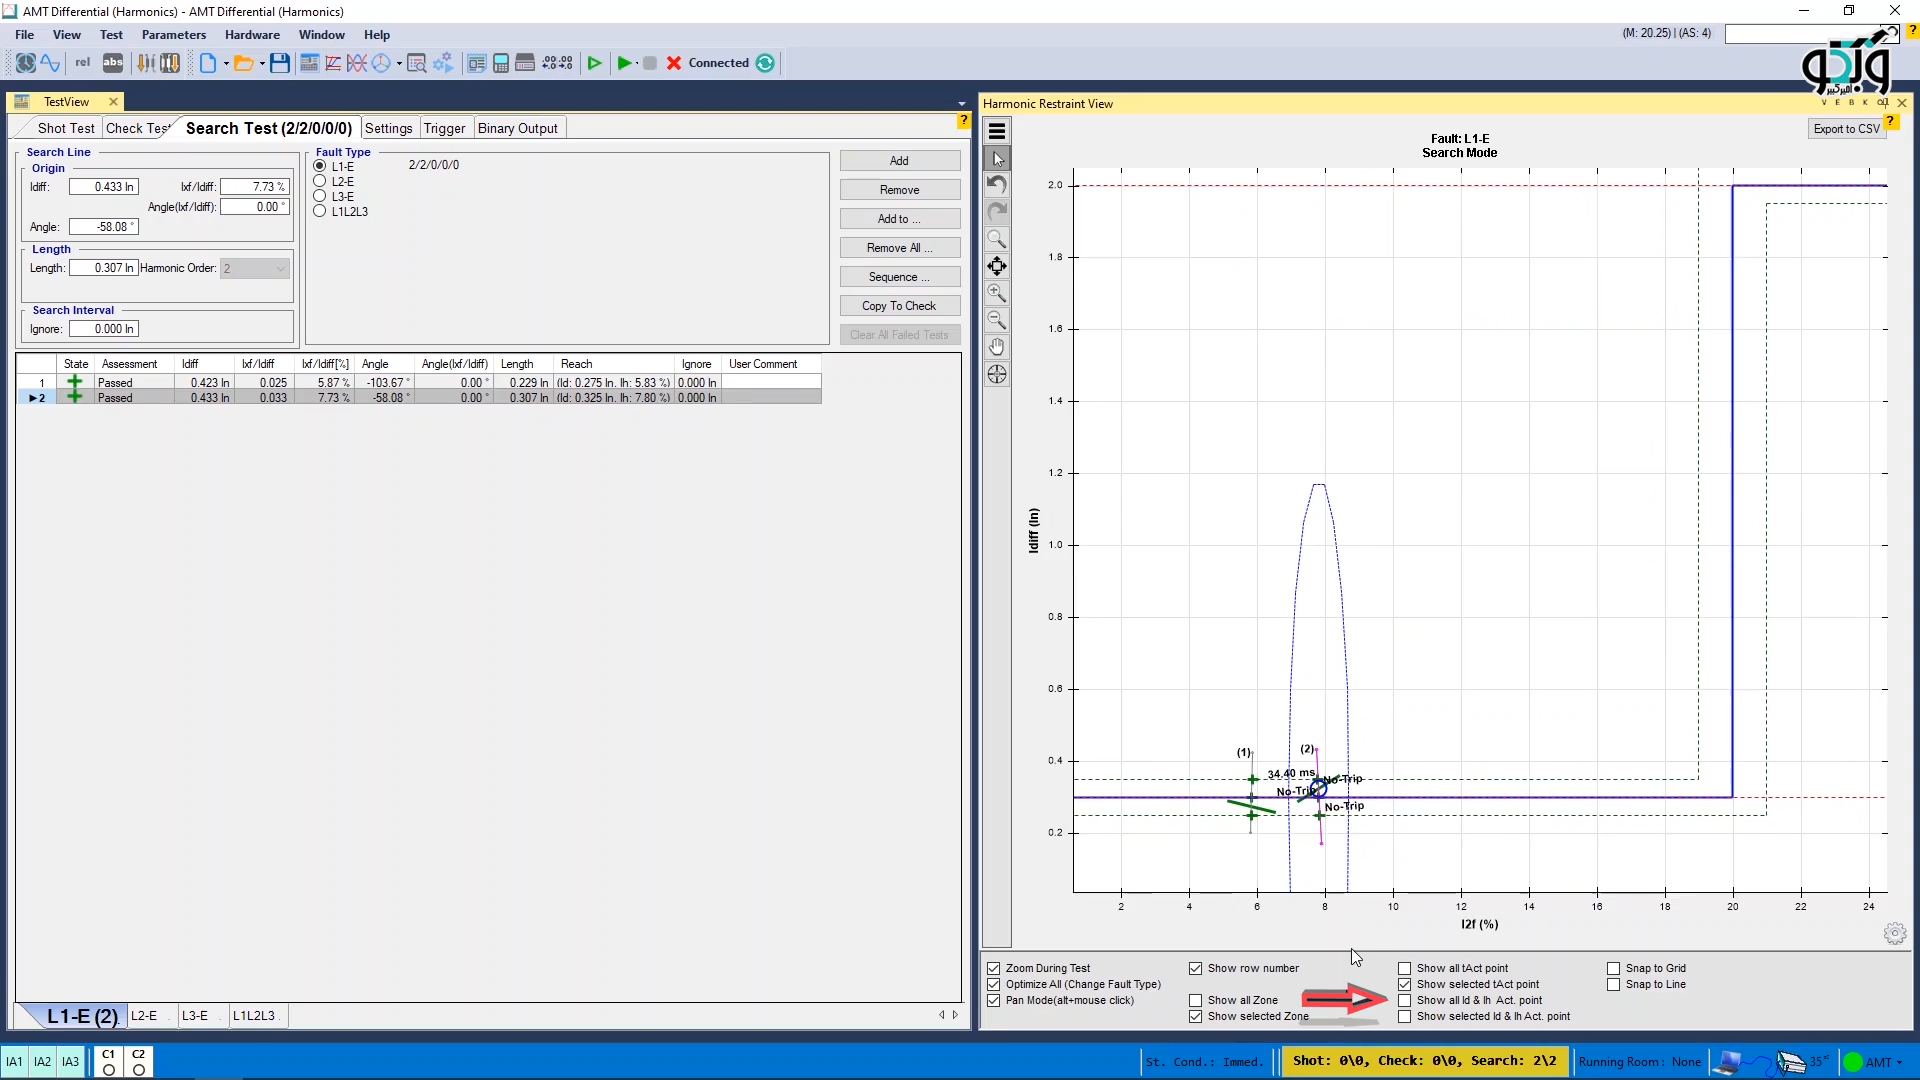 AMT Differential (Harmonics) - AMT Differential (Harmonics)
File View Test Parameters Hardware Window Help
(M: 20.25) | (AS: 4)
rel abs
Connected
وبکو
امیرکبیر
V E B K O
TestView
Harmonic Restraint View
Shot Test
Check Test
Search Test (2/2/0/0/0)
Settings
Trigger
Binary Output
Export to CSV
Search Line
Origin
Idiff: 0.433 In Ixf/Idiff: 7.73 %
Angle(Ixf/Idiff): 0.00 °
Angle: -58.08 °
Length
Length: 0.307 In Harmonic Order: 2
Search Interval
Ignore: 0.000 In
Fault Type
L1-E 2/2/0/0/0
L2-E
L3-E
L1L2L3
Add
Remove
Add to ...
Remove All ...
Sequence ...
Copy To Check
Clear All Failed Tests
State Assessment Idiff Ixf/Idiff Ixf/Idiff[%] Angle Angle(Ixf/Idiff) Length Reach Ignore User Comment
1 Passed 0.423 In 0.025 5.87 % -103.67 ° 0.00 ° 0.229 In (Id: 0.275 In, Ih: 5.83 %) 0.000 In
2 Passed 0.433 In 0.033 7.73 % -58.08 ° 0.00 ° 0.307 In (Id: 0.325 In, Ih: 7.80 %) 0.000 In
Fault: L1-E
Search Mode
2.0
1.8
1.6
1.4
1.2
1.0
0.8
0.6
0.4
0.2
Idiff (In)
(1) (2)
34.40 ms
No-Trip
No-Trip
No-Trip
2 4 6 8 10 12 14 16 18 20 22 24
I2f (%)
Zoom During Test
Optimize All (Change Fault Type)
Pan Mode(alt+mouse click)
Show row number
Show all Zone
Show selected Zone
Show all tAct point
Show selected tAct point
Show all Id & Ih Act. point
Show selected Id & Ih Act. point
Snap to Grid
Snap to Line
L1-E (2) L2-E L3-E L1L2L3
IA1 IA2 IA3 C1 C2
St. Cond.: Immed.
Shot: 0\0, Check: 0\0, Search: 2\2
Running Room: None
35°
AMT